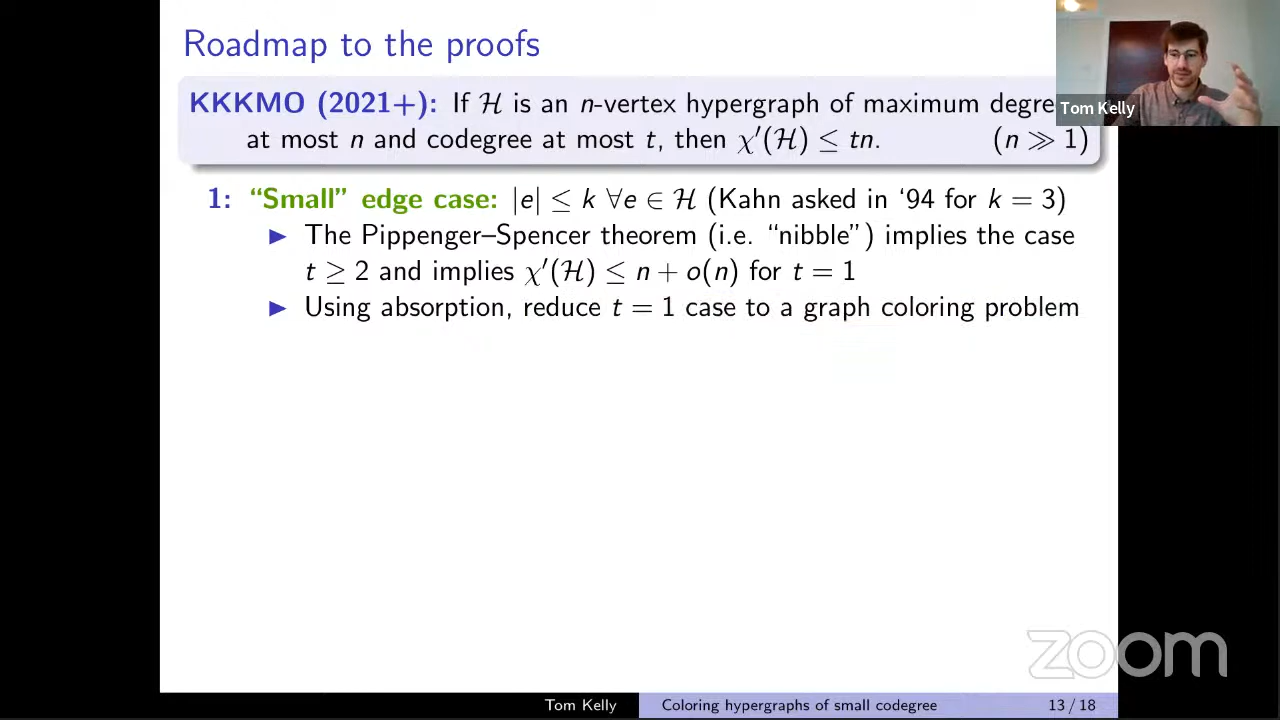 Roadmap to the proofs
KKKMO (2021+): If H is an n-vertex hypergraph of maximum degre
at most n and codegree at most t, then χ′(H) ≤ tn. (n ≫ 1)
1: “Small” edge case: |e| ≤ k ∀e ∈ H (Kahn asked in ‘94 for k = 3)
▶ The Pippenger–Spencer theorem (i.e. “nibble”) implies the case
t ≥ 2 and implies χ′(H) ≤ n + o(n) for t = 1
▶ Using absorption, reduce t = 1 case to a graph coloring problem
Tom Kelly
zoom
Tom Kelly Coloring hypergraphs of small codegree 13 / 18